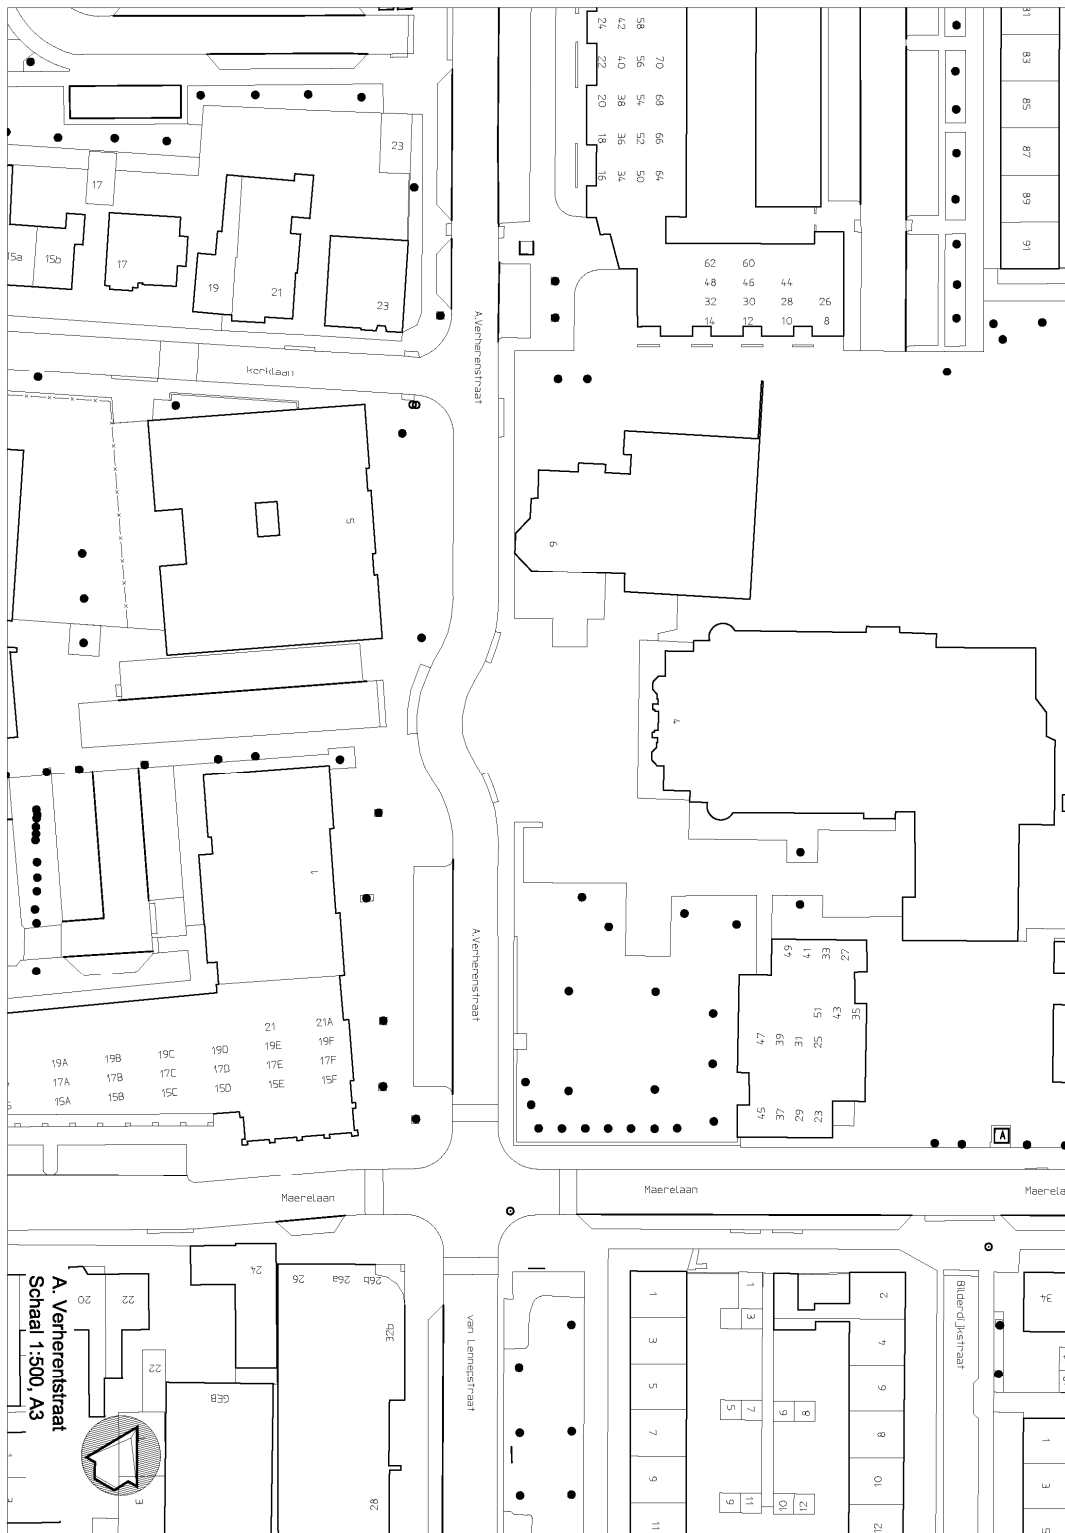 24 42 58
22 40 56 70
20 38 54 68
18 36 52 66
16 34 50 64
83
85
87
89
91
23
17
15a 15b
17
19
21
23
62 60
48 46 44
32 30 28 26
14 12 10 8
A.Verherenstraat
kerklaan
5
6
4
1
A.Verherenstraat
49 41 33 27
51 43 35
47 39 31 25
45 37 29 23
21 21A
19A 19B 19C 19D 19E 19F
17A 17B 17C 17D 17E 17F
15A 15B 15C 15D 15E 15F
A
Maerelaan
Maerelaan
Maerela
24
26 26a 26b
32b
20 22
22
GEB
28
van Lennepstraat
1
3
5
7
9
11
1
3
5 7
9 11
6 8
10 12
2
4
6
8
10
12
Bilderdijkstraat
34
1
3
A. Verherentstraat
Schaal 1:500, A3